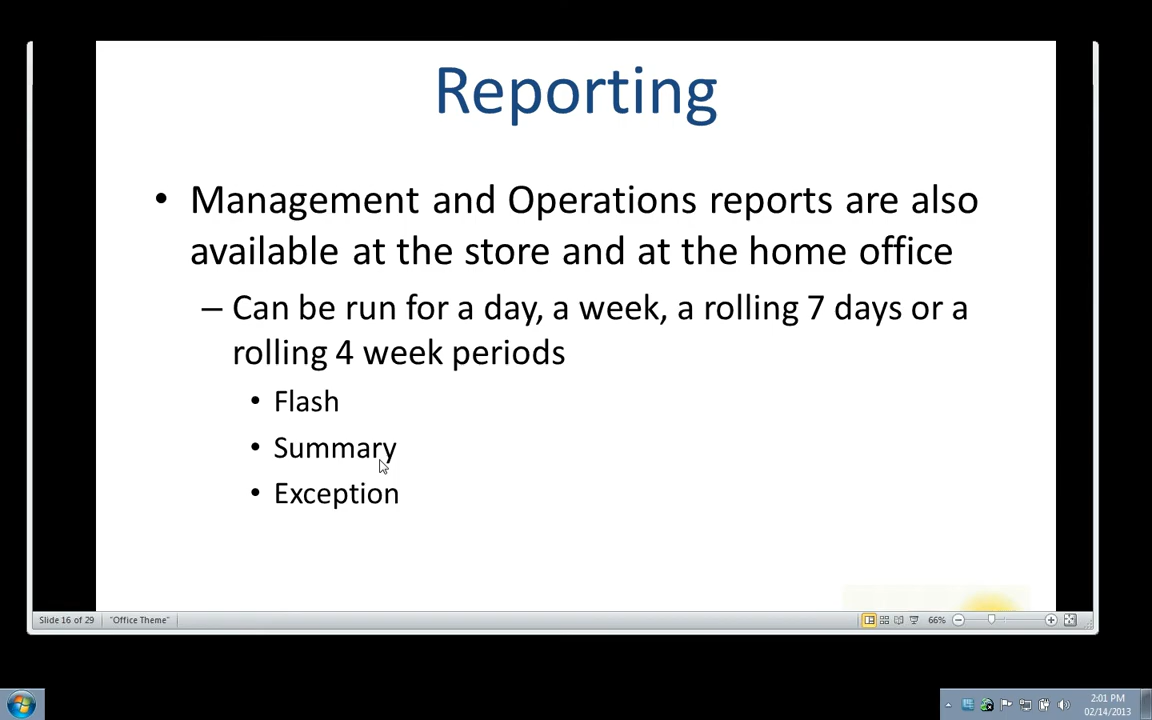 Reporting
• Management and Operations reports are also
available at the store and at the home office
– Can be run for a day, a week, a rolling 7 days or a
rolling 4 week periods
• Flash
• Summary
• Exception
Slide 16 of 29 "Office Theme" 66%
2:01 PM
02/14/2013